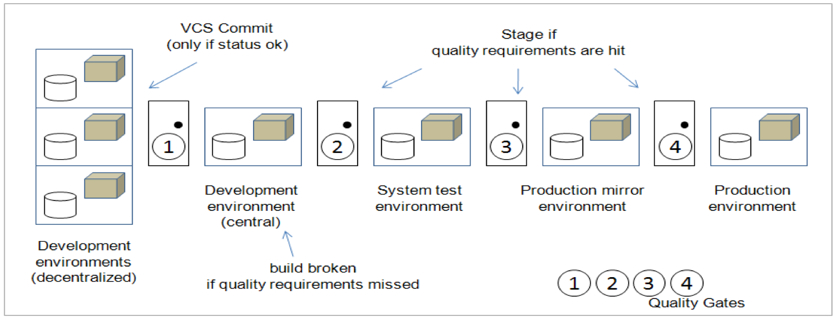 VCS Commit
(only if status ok)
Stage if
quality requirements are hit
1
2
3
4
Development
environment
(central)
System test
environment
Production mirror
environment
Production
environment
Development
environments
(decentralized)
build broken
if quality requirements missed
1 2 3 4
Quality Gates